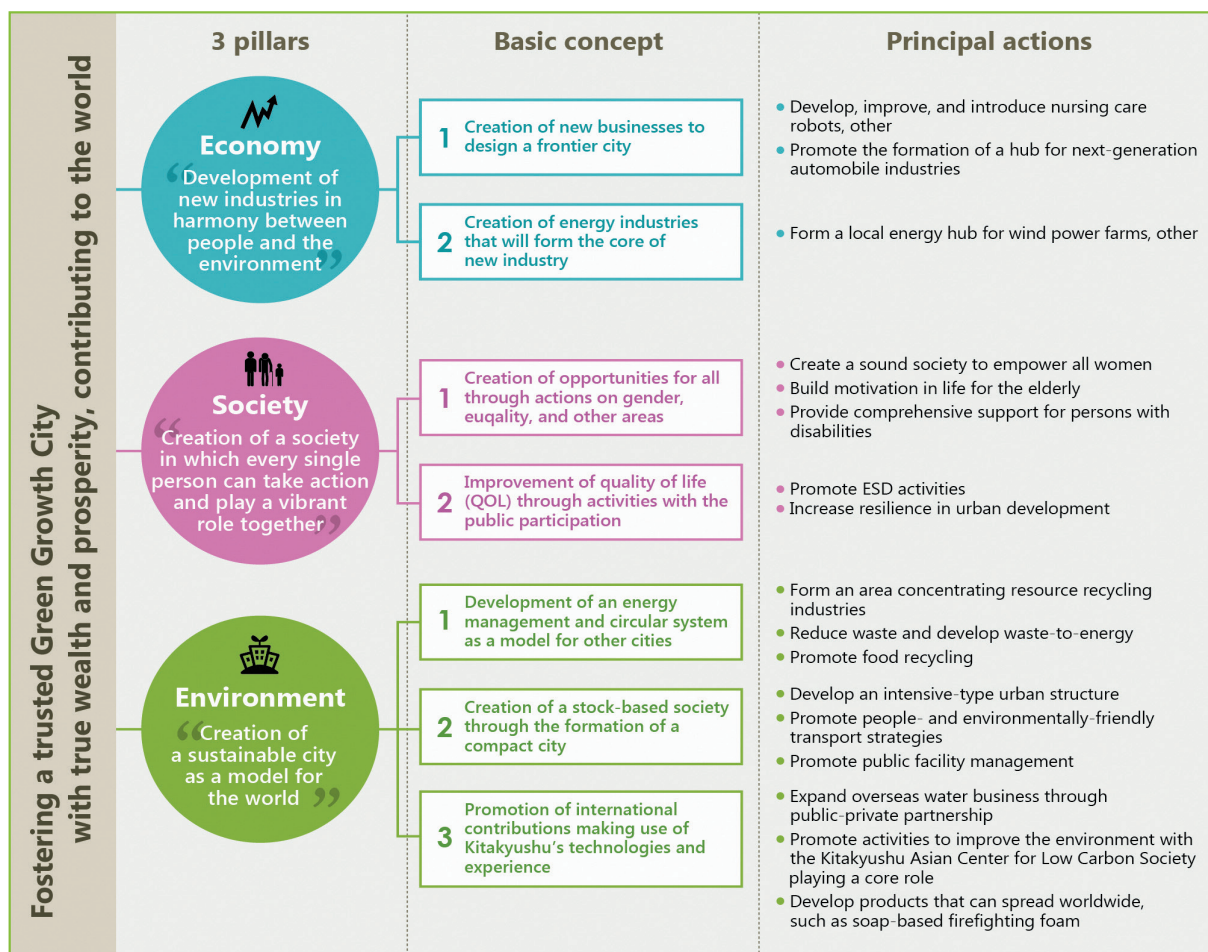 Fostering a trusted Green Growth City
with true wealth and prosperity, contributing to the world
3 pillars
Basic concept
Principal actions
Economy
“Development of
new industries in
harmony between
people and the
environment”
1
Creation of new businesses to
design a frontier city
• Develop, improve, and introduce nursing care
robots, other
• Promote the formation of a hub for next-generation
automobile industries
2
Creation of energy industries
that will form the core of
new industry
• Form a local energy hub for wind power farms, other
Society
“Creation of a society
in which every single
person can take action
and play a vibrant
role together”
1
Creation of opportunities for all
through actions on gender,
euqality, and other areas
• Create a sound society to empower all women
• Build motivation in life for the elderly
• Provide comprehensive support for persons with
disabilities
2
Improvement of quality of life
(QOL) through activities with the
public participation
• Promote ESD activities
• Increase resilience in urban development
Environment
“Creation of
a sustainable city
as a model for
the world”
1
Development of an energy
management and circular system
as a model for other cities
• Form an area concentrating resource recycling
industries
• Reduce waste and develop waste-to-energy
• Promote food recycling
2
Creation of a stock-based society
through the formation of a
compact city
• Develop an intensive-type urban structure
• Promote people- and environmentally-friendly
transport strategies
• Promote public facility management
3
Promotion of international
contributions making use of
Kitakyushu’s technologies and
experience
• Expand overseas water business through
public-private partnership
• Promote activities to improve the environment with
the Kitakyushu Asian Center for Low Carbon Society
playing a core role
• Develop products that can spread worldwide,
such as soap-based firefighting foam